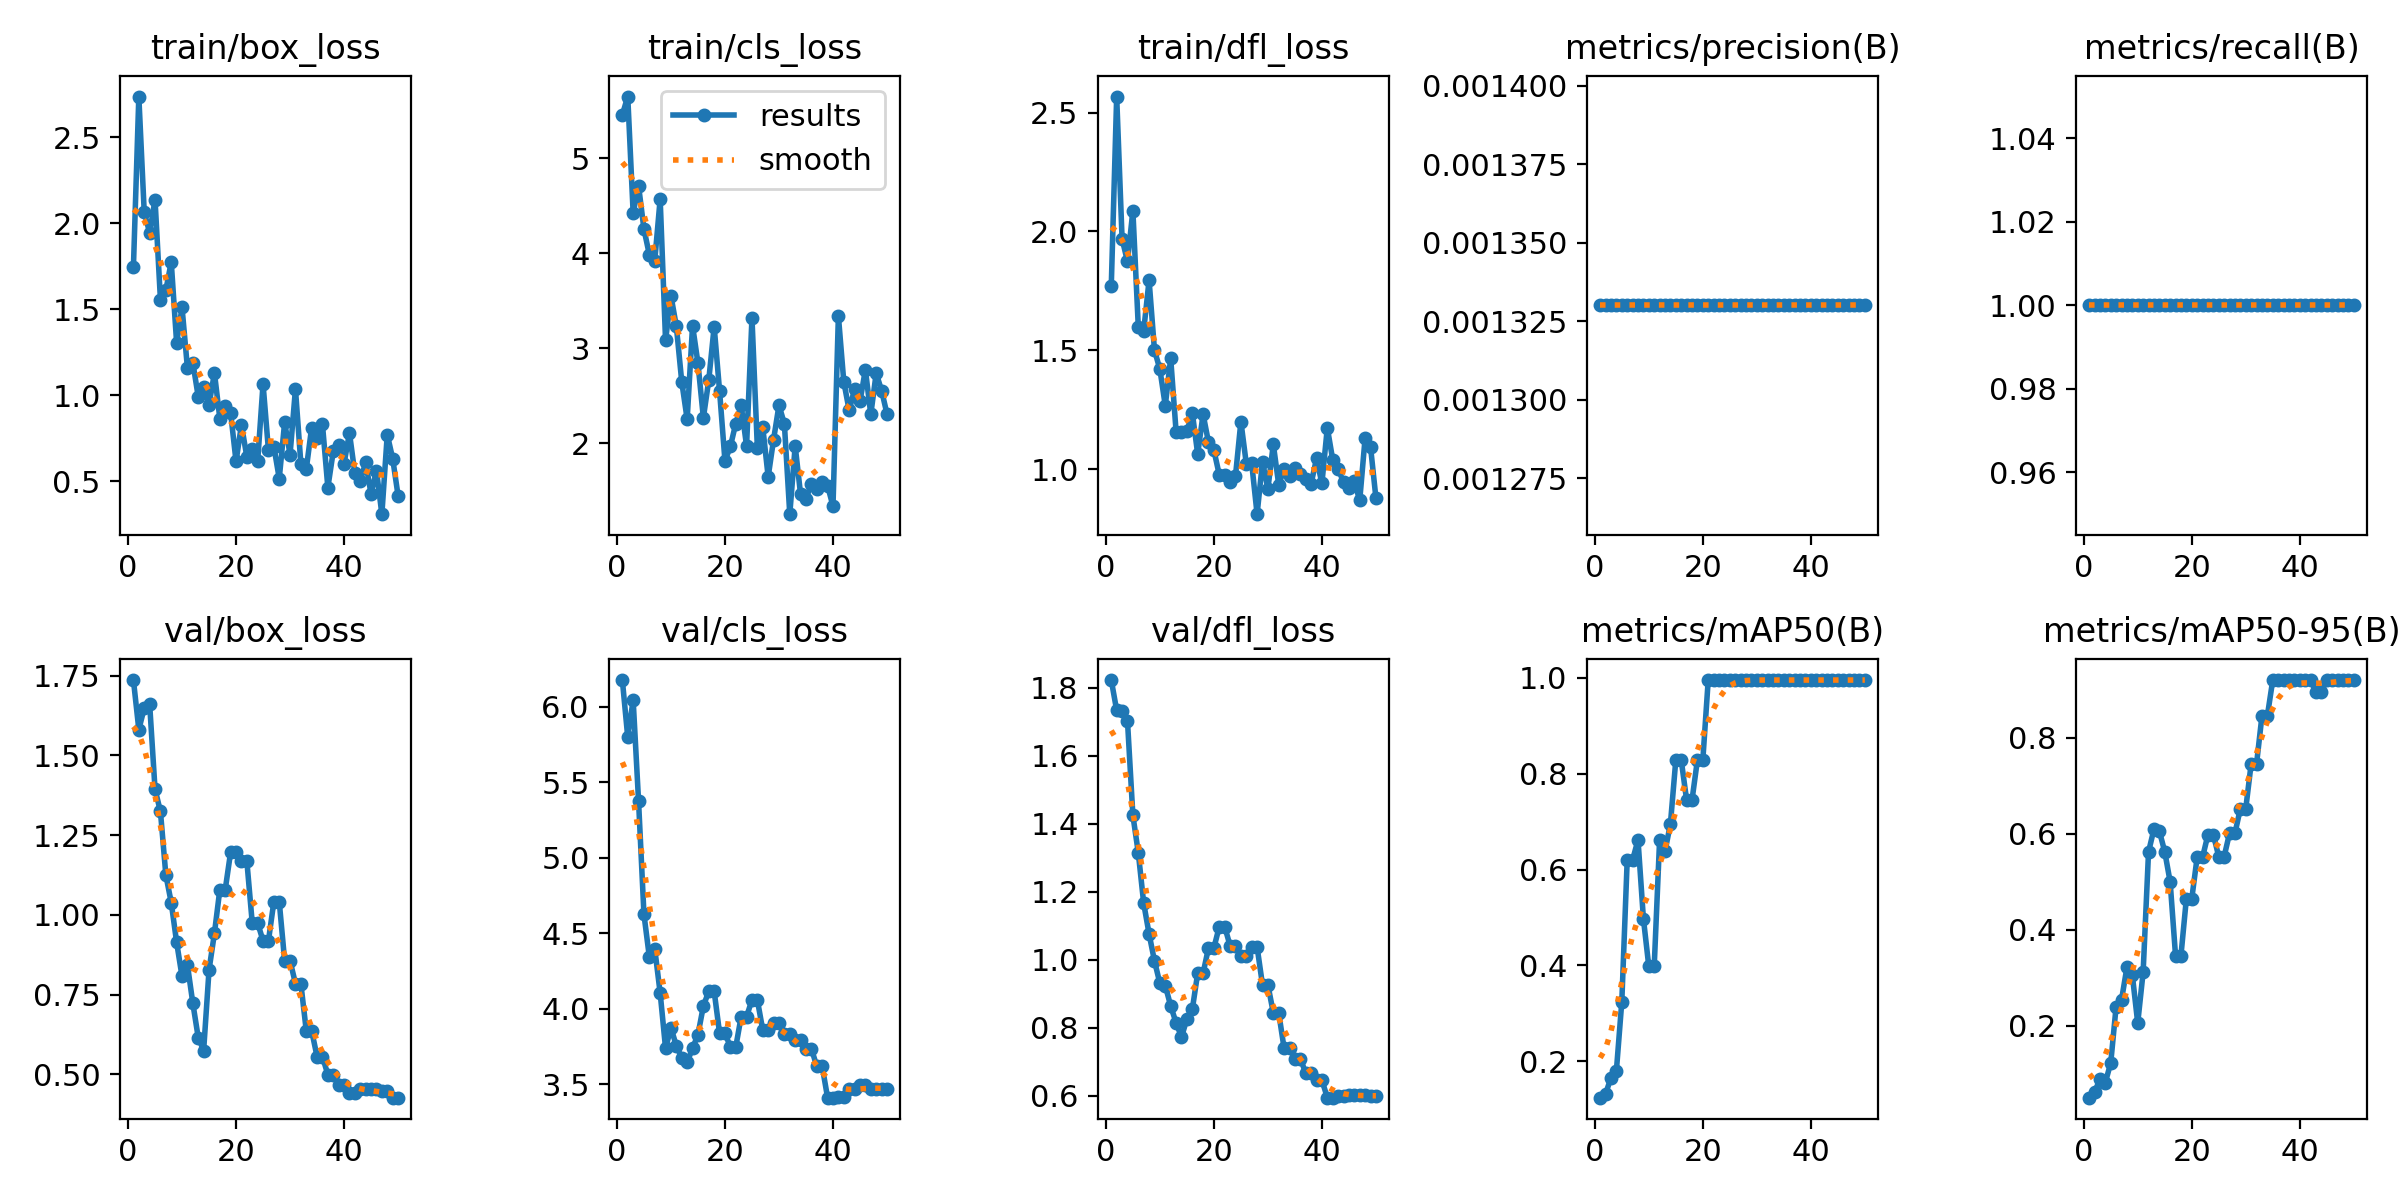 train/box_loss
2.5
2.0
1.5
1.0
0.5
0 20 40
train/cls_loss
results
smooth
5
4
3
2
0 20 40
train/dfl_loss
2.5
2.0
1.5
1.0
0 20 40
metrics/precision(B)
0.001400
0.001375
0.001350
0.001325
0.001300
0.001275
0 20 40
metrics/recall(B)
1.04
1.02
1.00
0.98
0.96
0 20 40
val/box_loss
1.75
1.50
1.25
1.00
0.75
0.50
0 20 40
val/cls_loss
6.0
5.5
5.0
4.5
4.0
3.5
0 20 40
val/dfl_loss
1.8
1.6
1.4
1.2
1.0
0.8
0.6
0 20 40
metrics/mAP50(B)
1.0
0.8
0.6
0.4
0.2
0 20 40
metrics/mAP50-95(B)
0.8
0.6
0.4
0.2
0 20 40